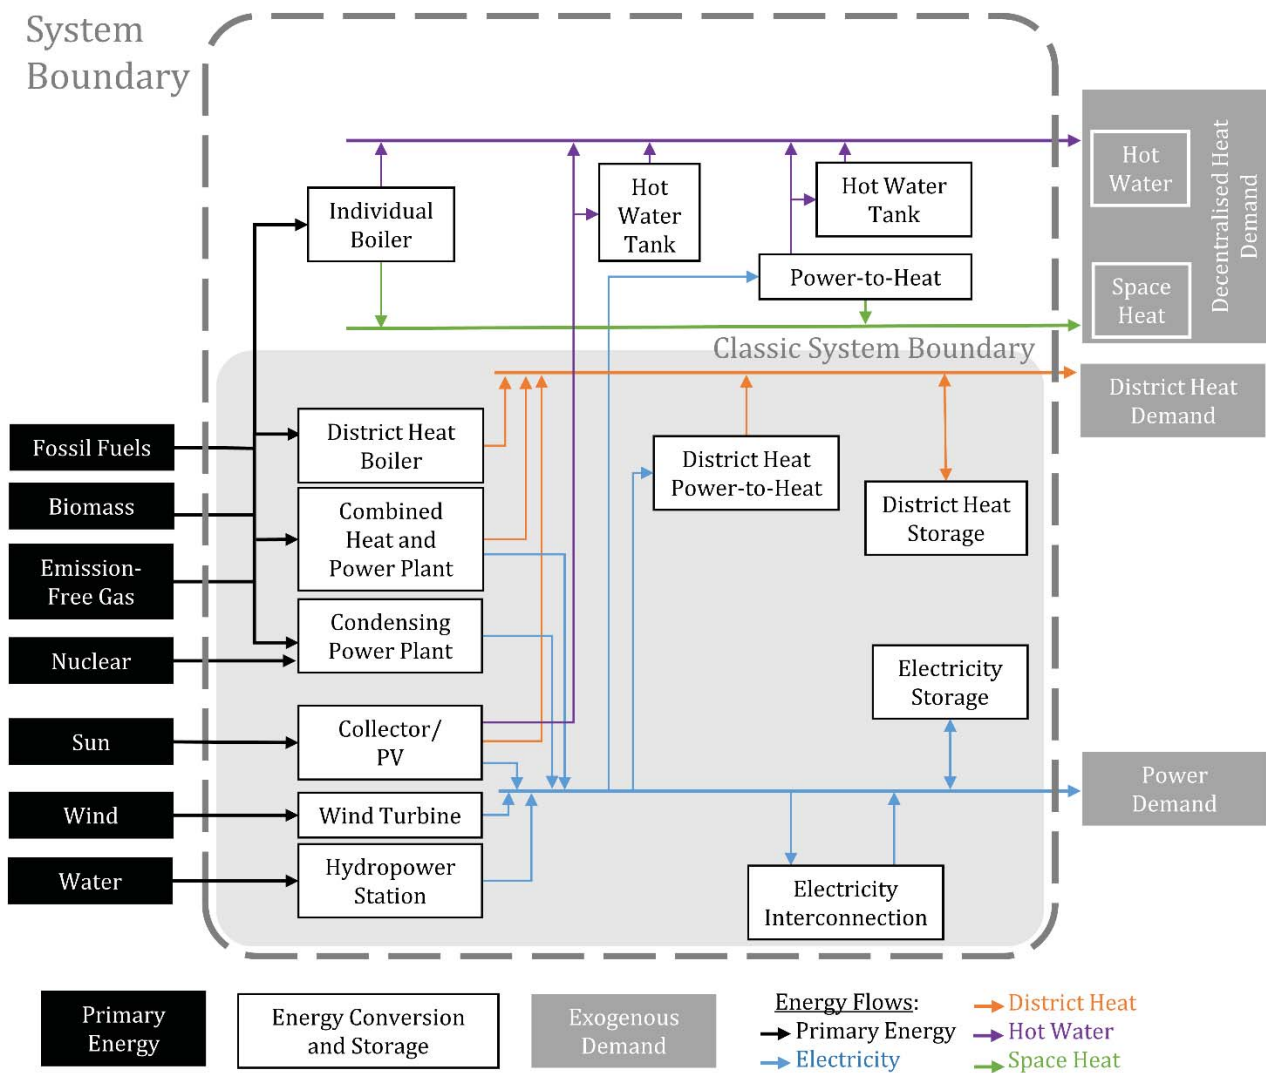 System
Boundary
Hot
Water
Decentralised Heat
Demand
Space
Heat
Individual
Boiler
Hot
Water
Tank
Hot Water
Tank
Power-to-Heat
Classic System Boundary
District Heat
Demand
Fossil Fuels
Biomass
Emission-
Free Gas
Nuclear
Sun
Wind
Water
District Heat
Boiler
Combined
Heat and
Power Plant
Condensing
Power Plant
Collector/
PV
Wind Turbine
Hydropower
Station
District Heat
Power-to-Heat
District Heat
Storage
Electricity
Storage
Electricity
Interconnection
Power
Demand
Primary
Energy
Energy Conversion
and Storage
Exogenous
Demand
Energy Flows:
Primary Energy
Electricity
District Heat
Hot Water
Space Heat